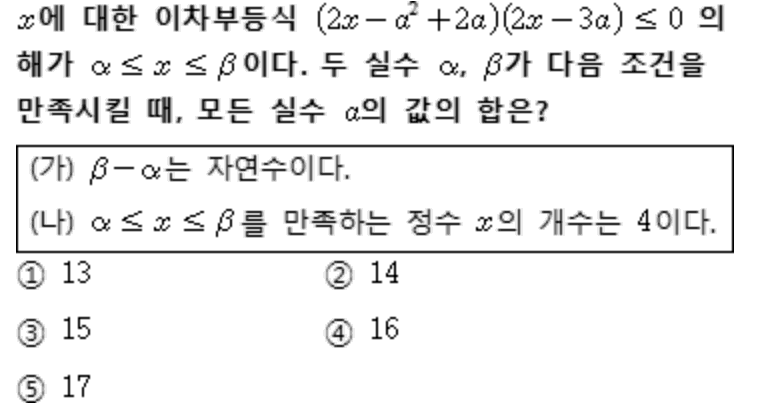 x에 대한 이차부등식 (2x − a² + 2a)(2x − 3a) ≤ 0 의
해가 α ≤ x ≤ β이다. 두 실수 α, β가 다음 조건을
만족시킬 때, 모든 실수 a의 값의 합은?
(가) β − α는 자연수이다.
(나) α ≤ x ≤ β를 만족하는 정수 x의 개수는 4이다.
① 13 ② 14
③ 15 ④ 16
⑤ 17